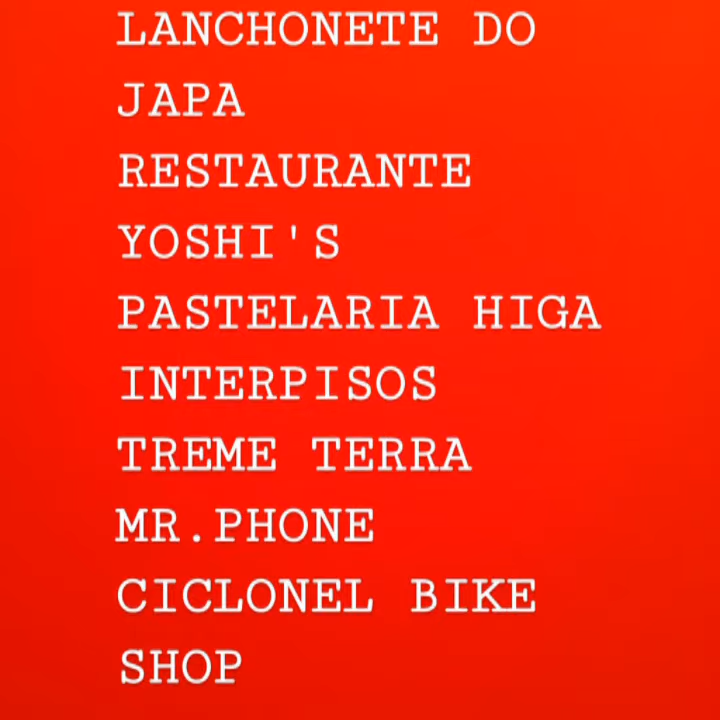 LANCHONETE DO
JAPA
RESTAURANTE
YOSHI'S
PASTELARIA HIGA
INTERPISOS
TREME TERRA
MR.PHONE
CICLONEL BIKE
SHOP